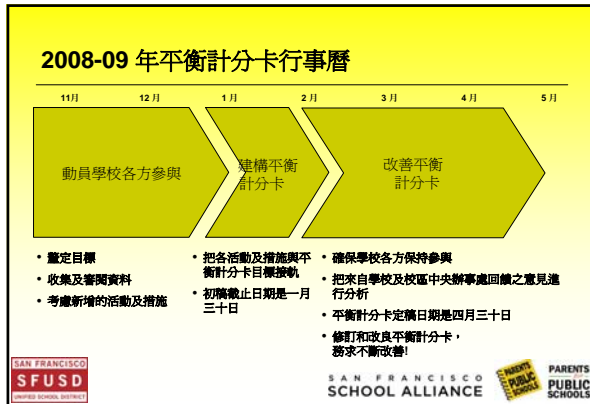 2008-09 年平衡計分卡行事曆
11月 12 月 1 月 2 月 3 月 4 月 5 月
動員學校各方參與
建構平衡
計分卡
改善平衡
計分卡
• 釐定目標
• 收集及審閱資料
• 考慮新增的活動及措施
• 把各活動及措施與平
衡計分卡目標接軌
• 初稿截止日期是一月
三十日
• 確保學校各方保持參與
• 把來自學校及校區中央辦事處回饋之意見進
行分析
• 平衡計分卡定稿日期是四月三十日
• 修訂和改良平衡計分卡，
務求不斷改善!
SAN FRANCISCO
SFUSD
UNIFIED SCHOOL DISTRICT
SAN FRANCISCO
SCHOOL ALLIANCE
PARENTS
PUBLIC
SCHOOLS
PARENTS
PUBLIC
SCHOOLS